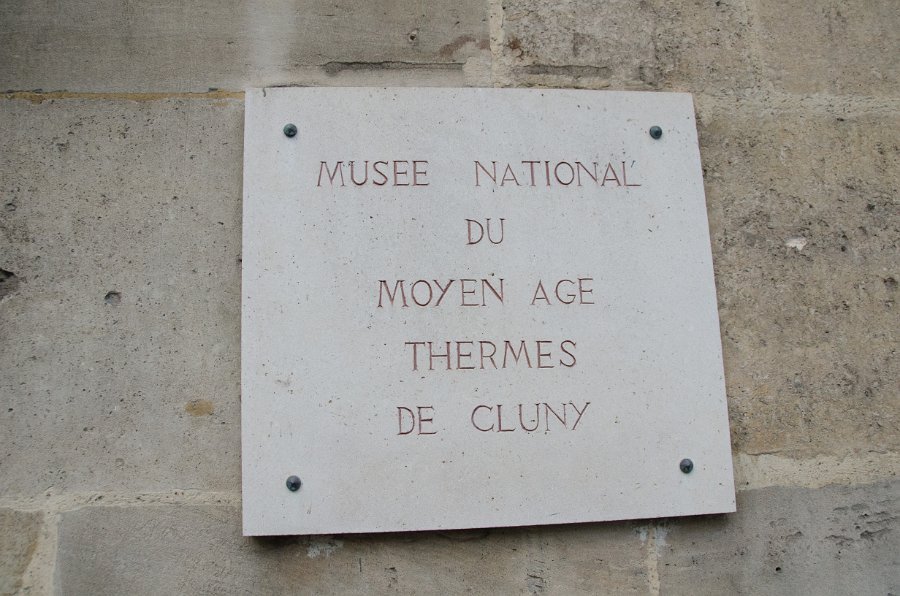 MUSEE NATIONAL
DU
MOYEN AGE
THERMES
DE CLUNY